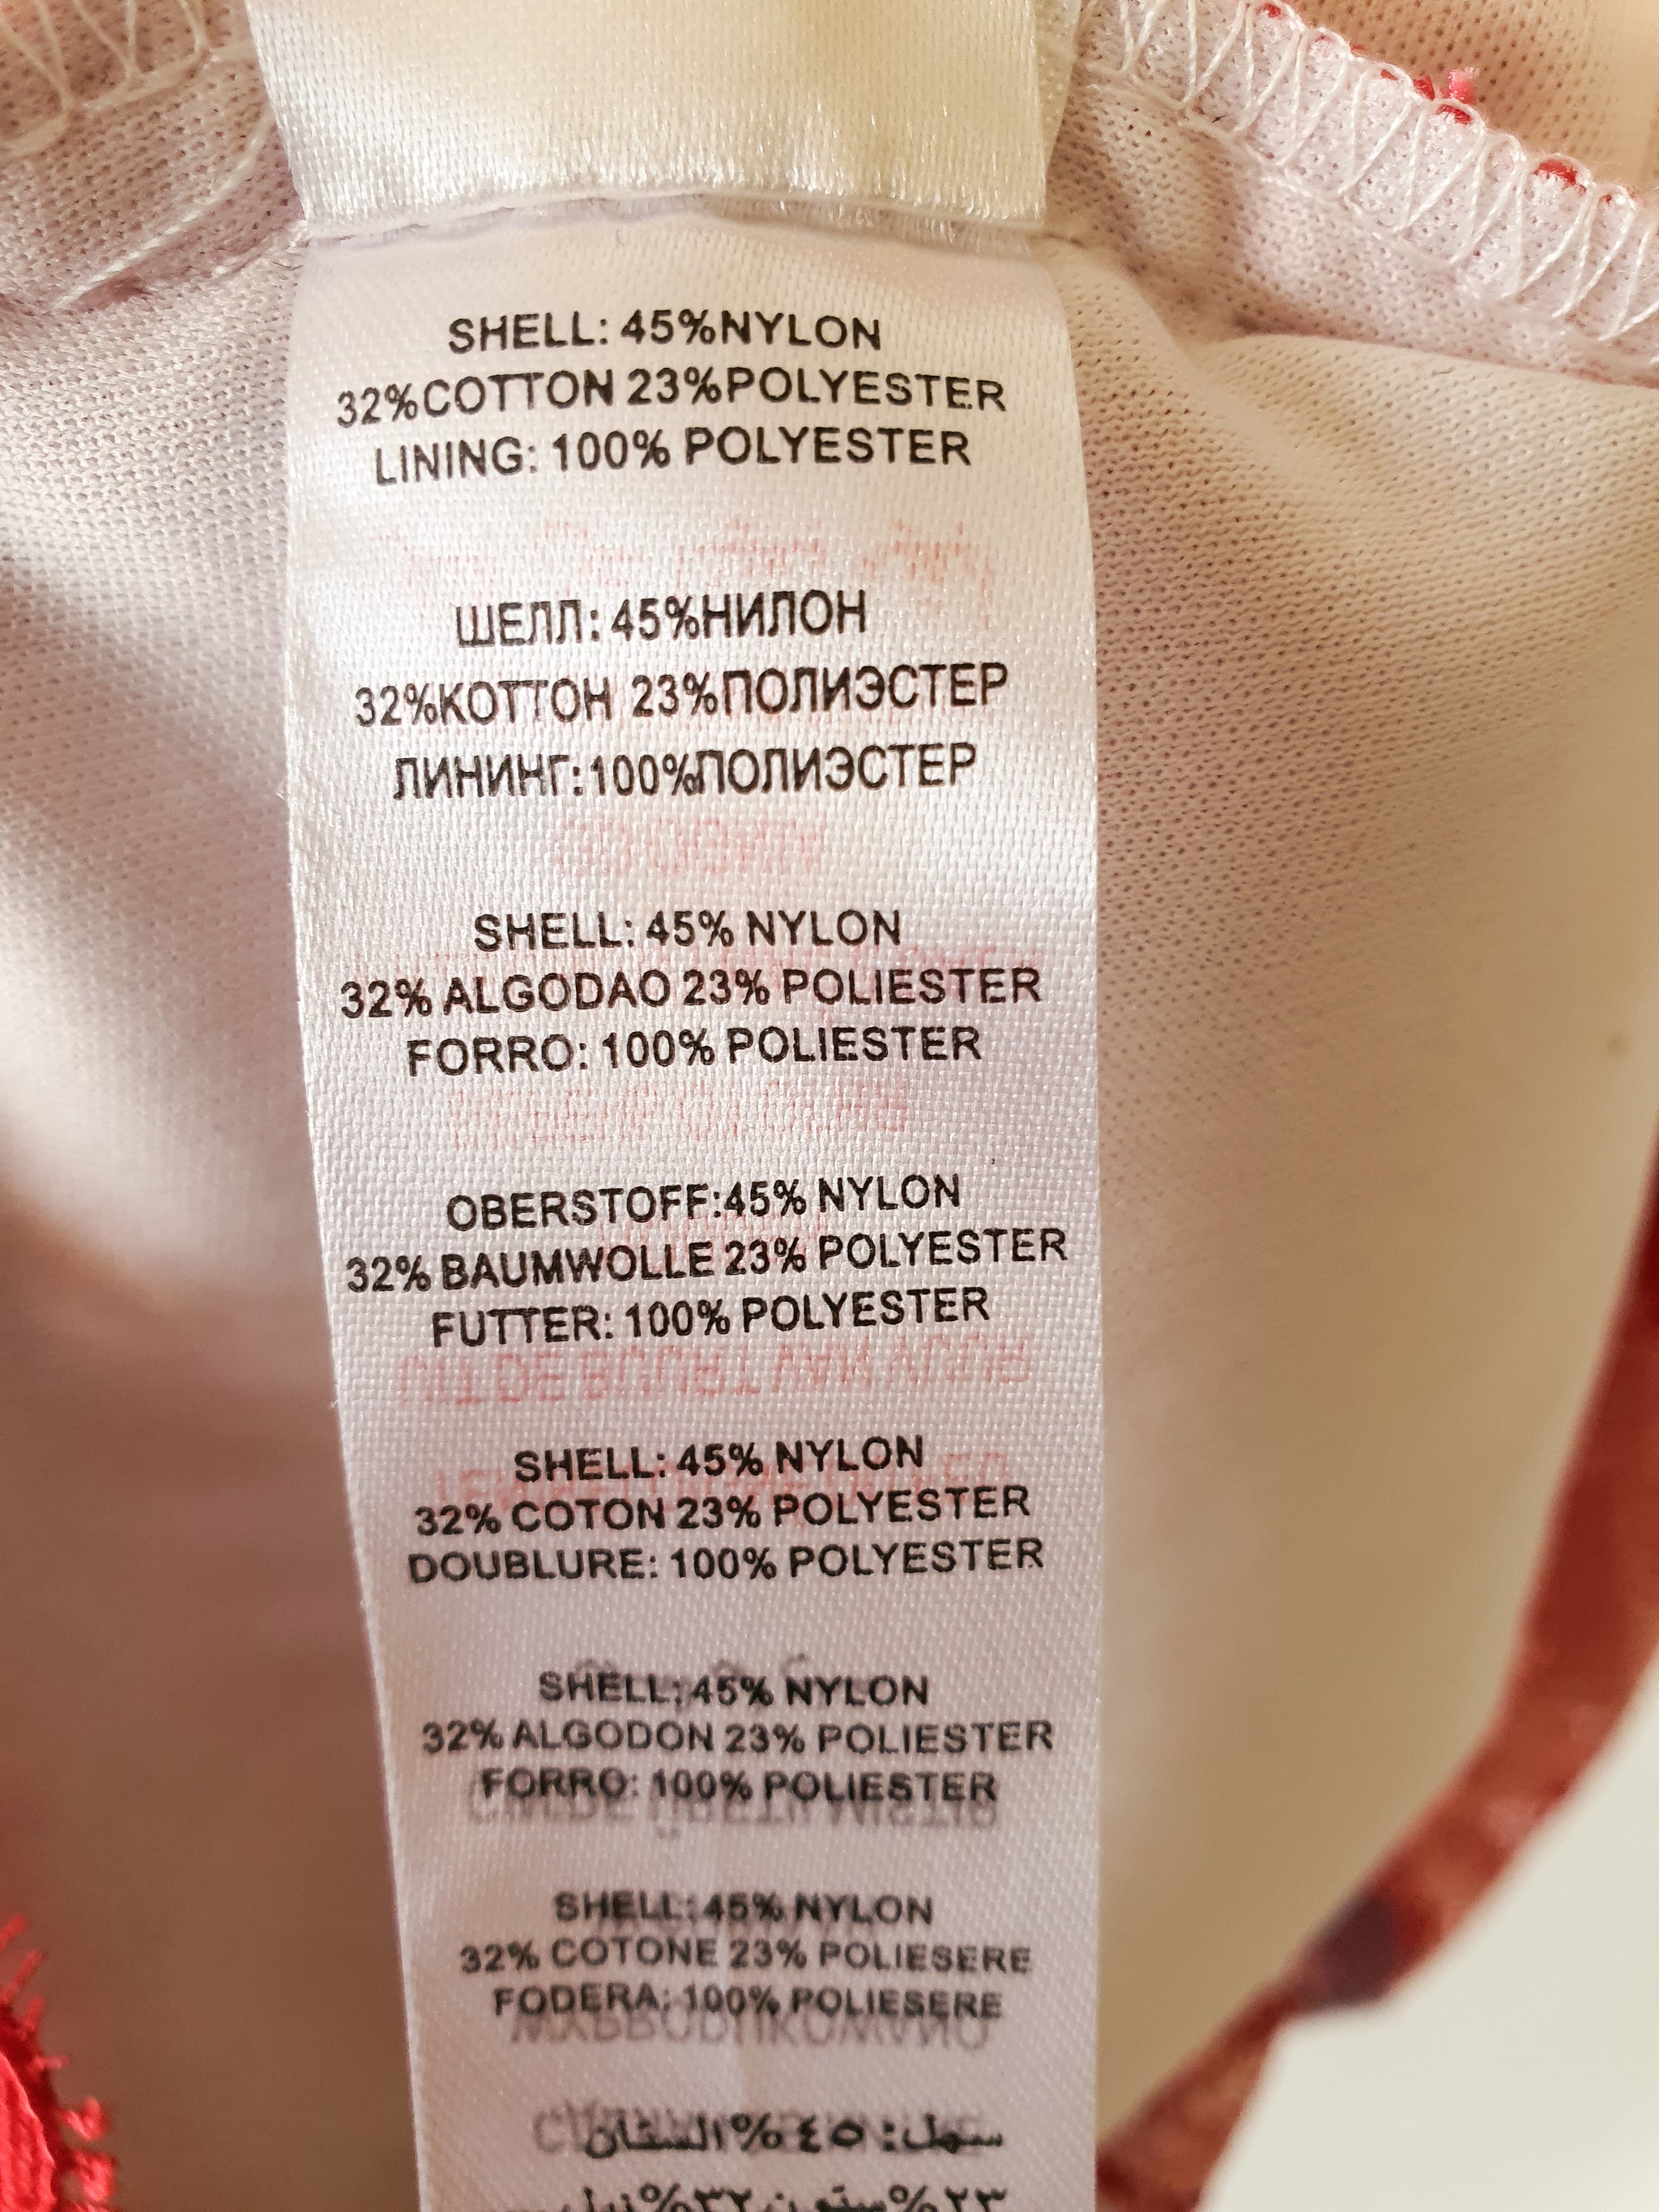 SHELL: 45%NYLON
32%COTTON 23%POLYESTER
LINING: 100% POLYESTER
ШЕЛЛ: 45%НИЛОН
32%КОТТОН 23%ПОЛИЭСТЕР
ЛИНИНГ:100%ПОЛИЭСТЕР
SHELL: 45% NYLON
32% ALGODAO 23% POLIESTER
FORRO: 100% POLIESTER
OBERSTOFF:45% NYLON
32% BAUMWOLLE 23% POLYESTER
FUTTER: 100% POLYESTER
SHELL: 45% NYLON
32% COTON 23% POLYESTER
DOUBLURE: 100% POLYESTER
SHELL: 45% NYLON
32% ALGODON 23% POLIESTER
FORRO: 100% POLIESTER
SHELL: 45% NYLON
32% COTONE 23% POLIESERE
FODERA: 100% POLIESERE
٤٥%